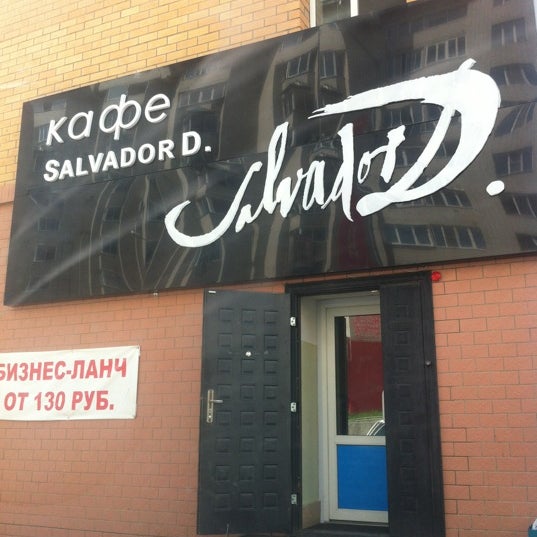 кафе
SALVADOR D.
Salvador D.
БИЗНЕС-ЛАНЧ
ОТ 130 РУБ.